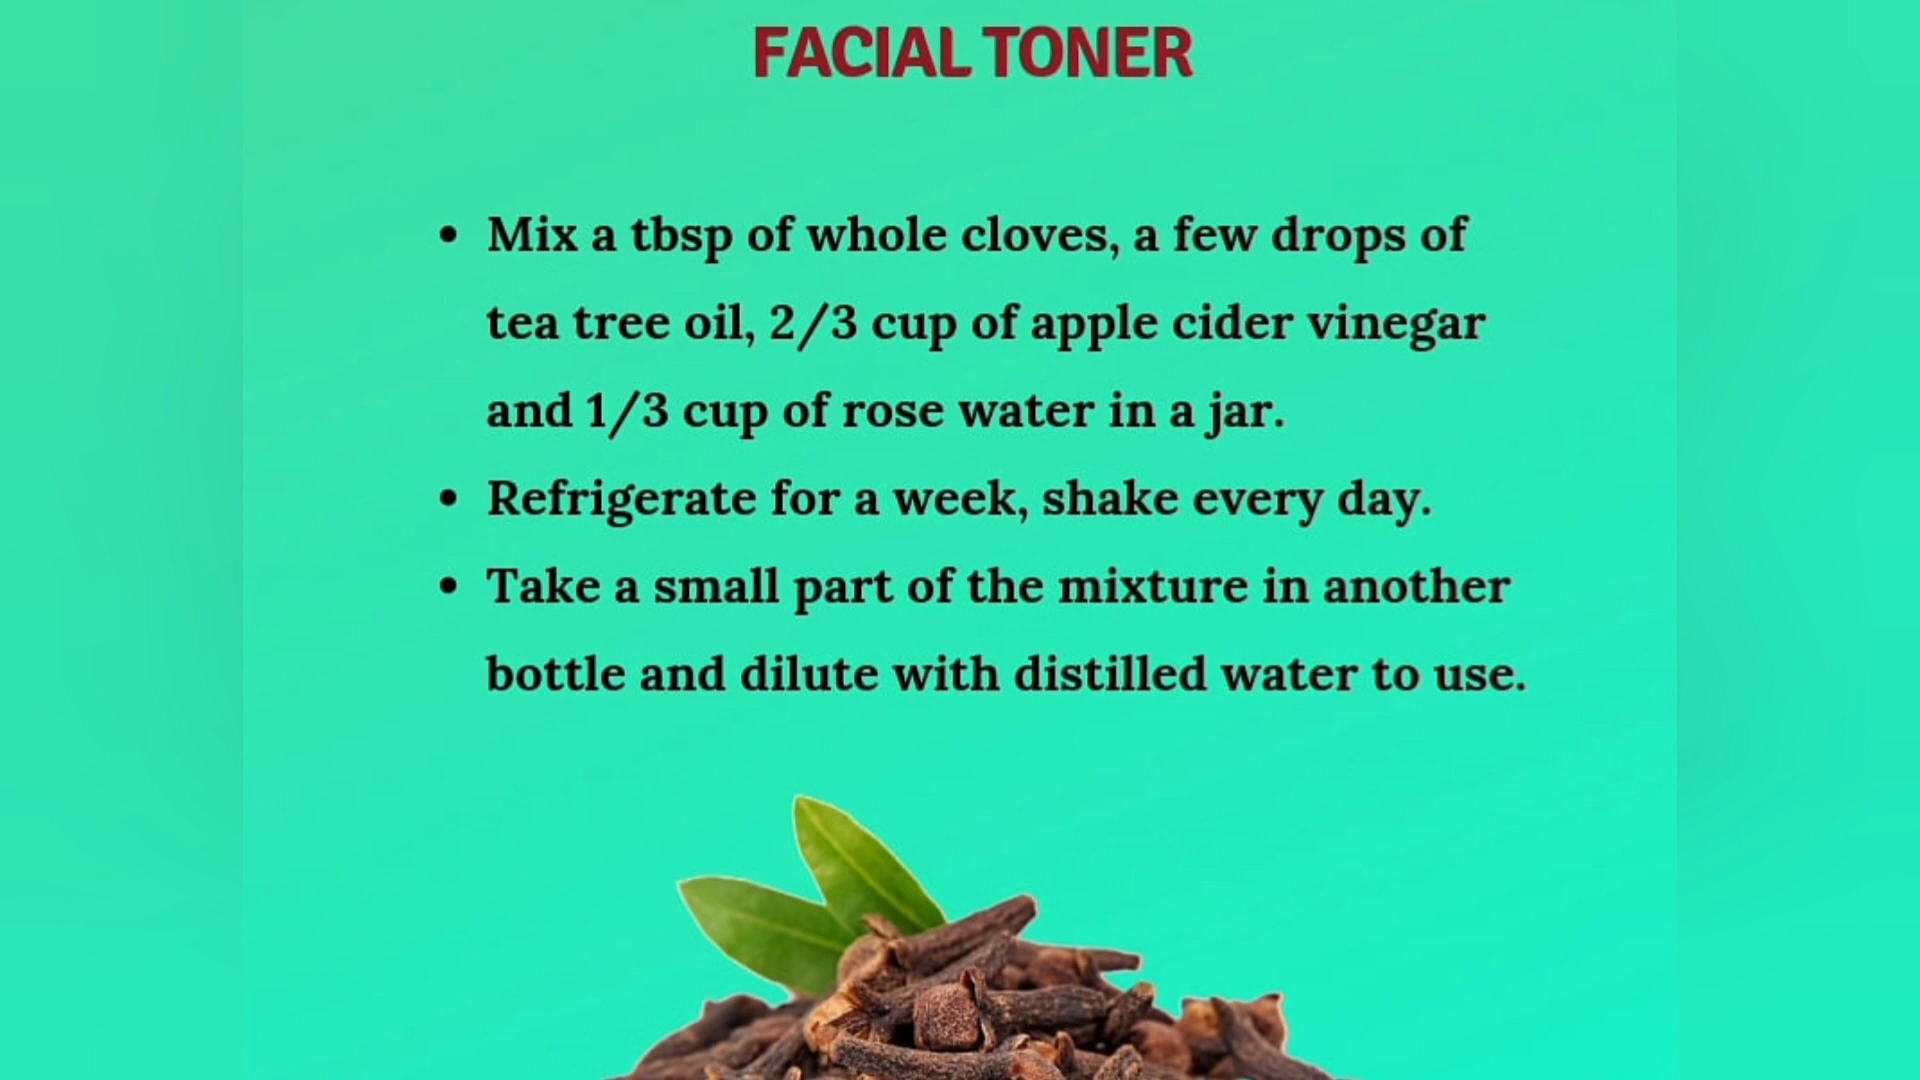 FACIAL TONER
• Mix a tbsp of whole cloves, a few drops of
tea tree oil, 2/3 cup of apple cider vinegar
and 1/3 cup of rose water in a jar.
• Refrigerate for a week, shake every day.
• Take a small part of the mixture in another
bottle and dilute with distilled water to use.